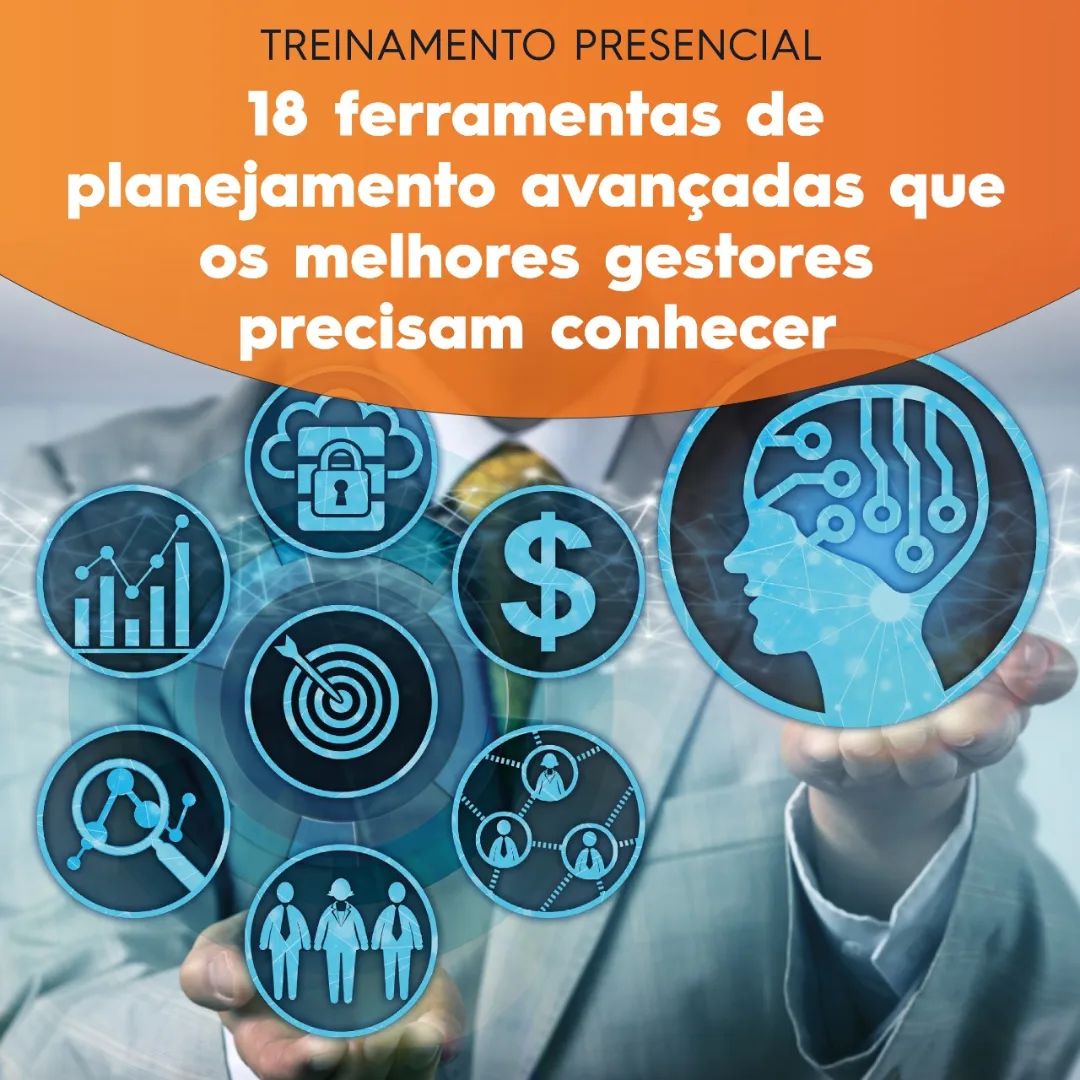 TREINAMENTO PRESENCIAL
18 ferramentas de
planejamento avançadas que
os melhores gestores
precisam conhecer
$